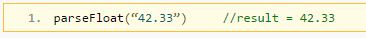 1. parseFloat(“42.33”) //result = 42.33